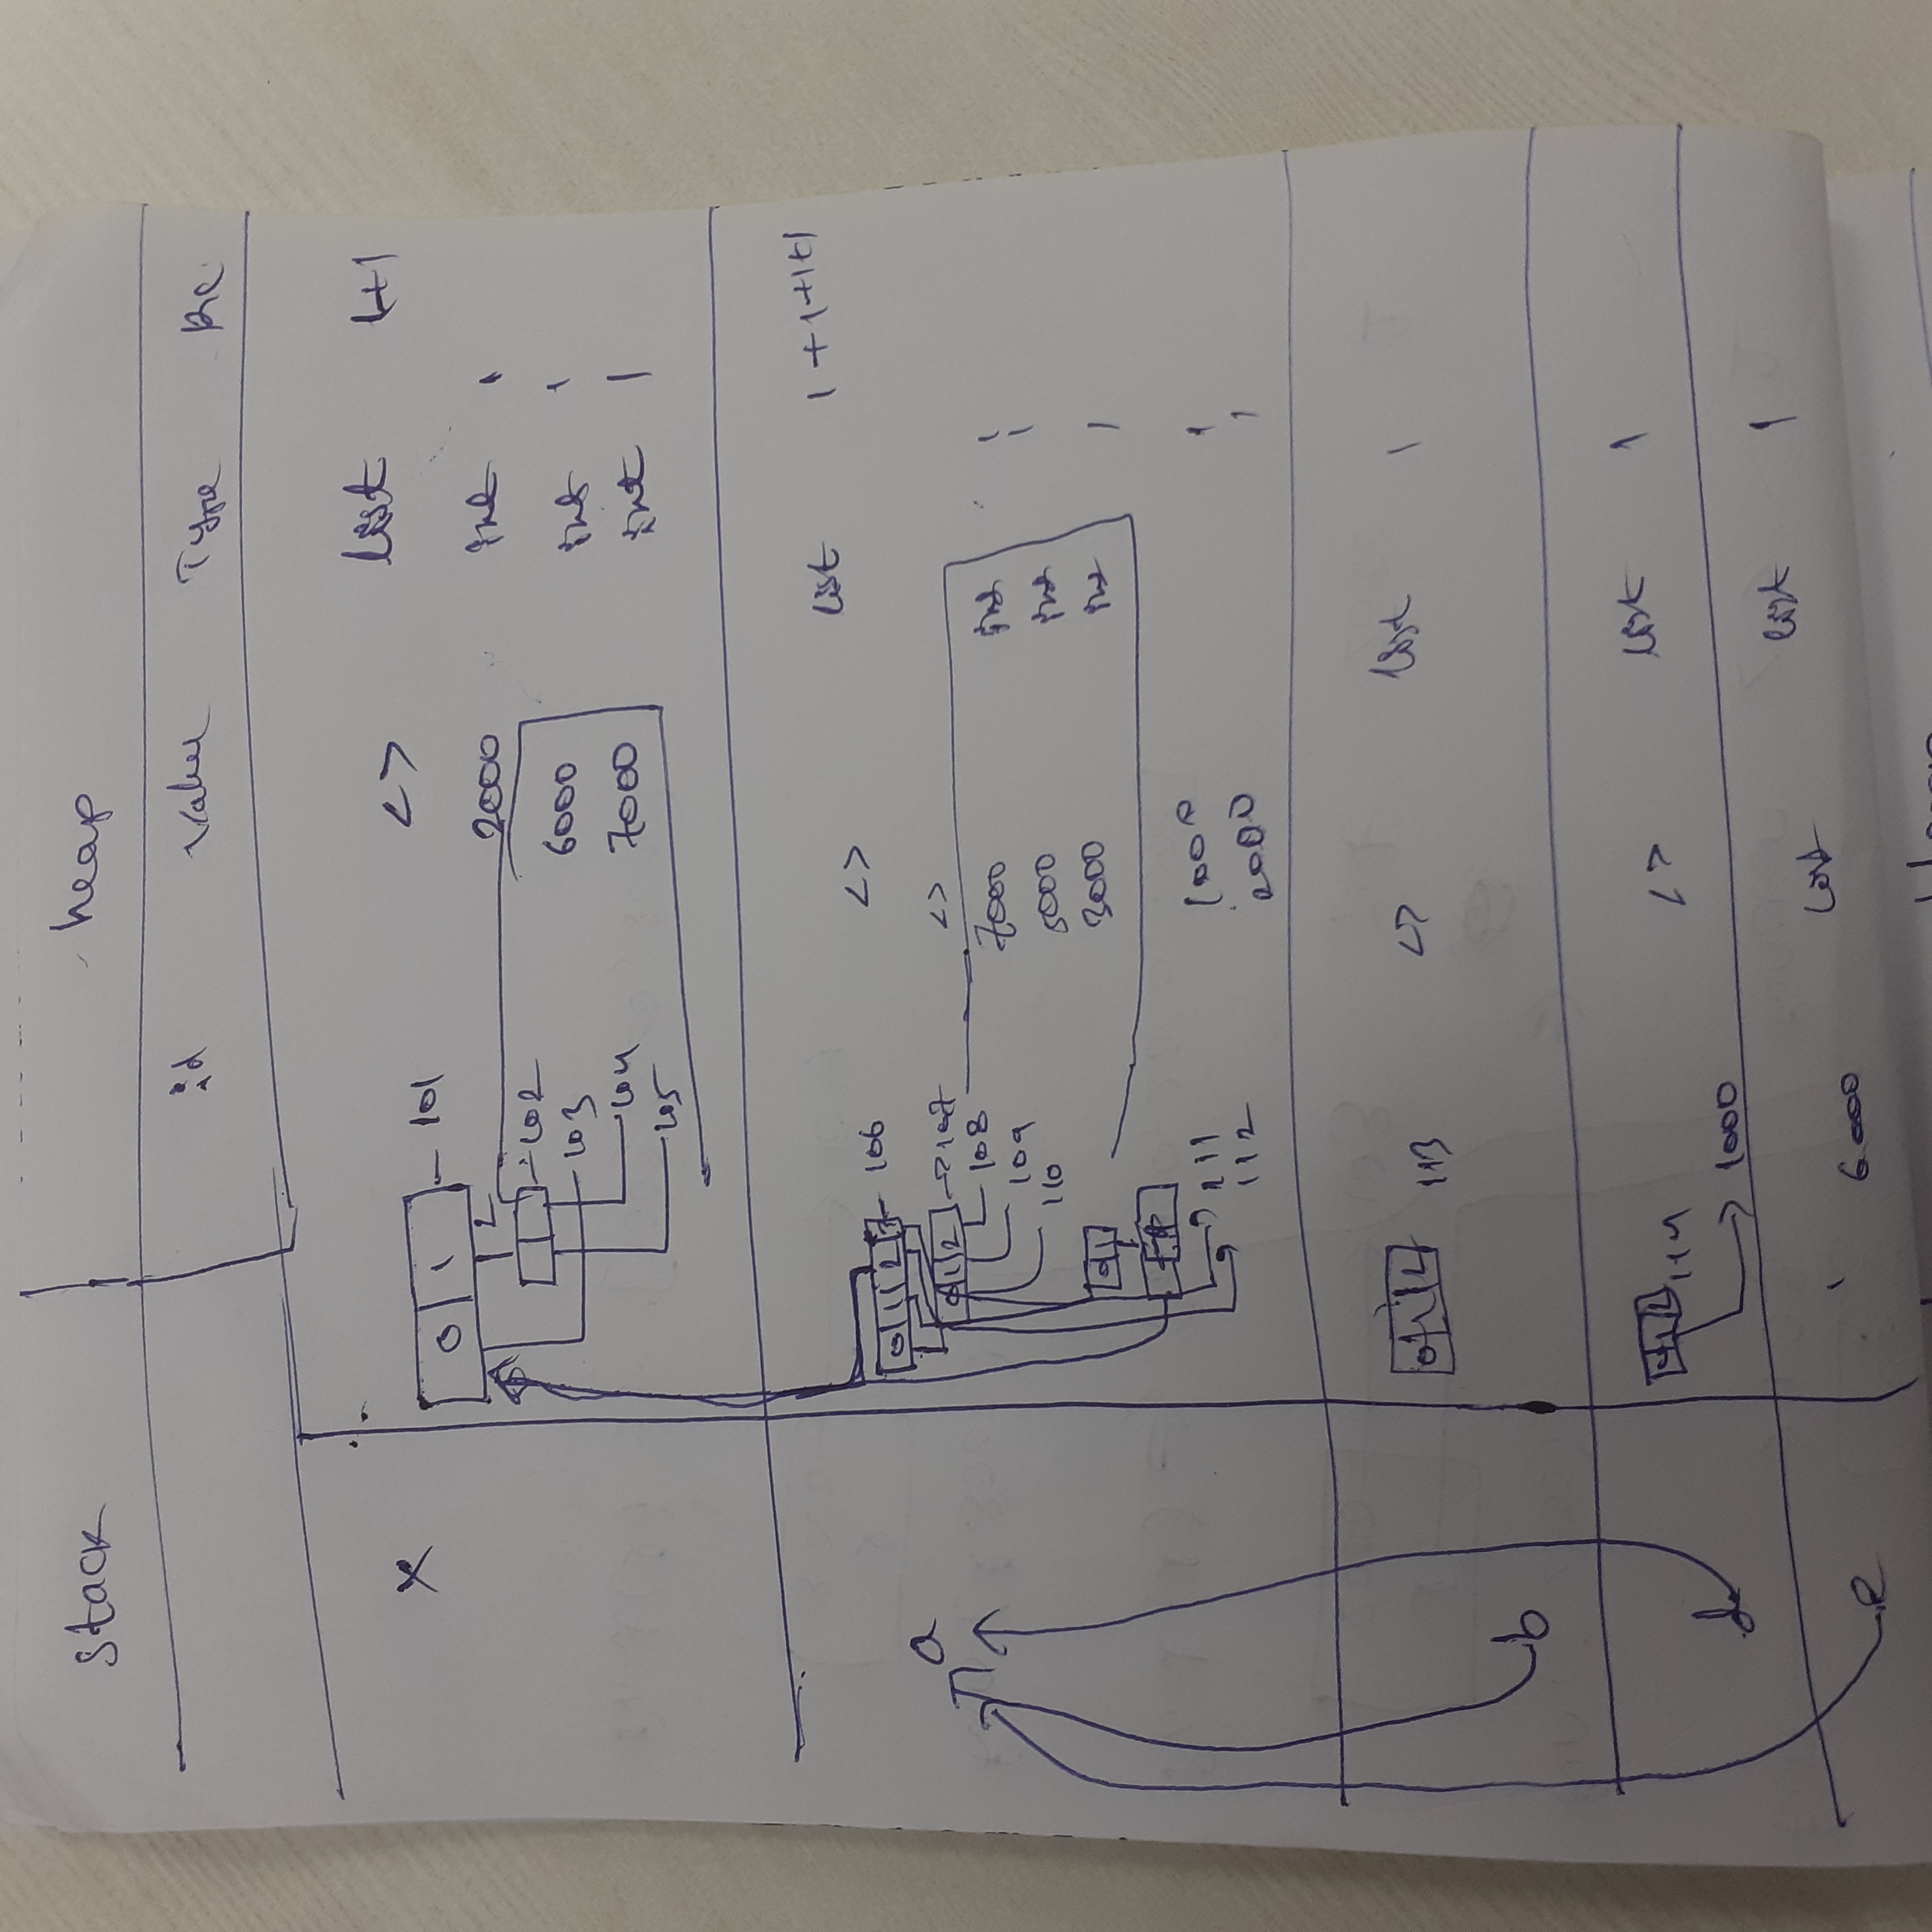 stack heap
id Value Type Rc
x <> List 1+1
0 1 101
2 2000 int 1
102
6000 int 1
103
104 7000 int 1
105
<> List 1+1+1+1
0 1 2 106
a
0 1 2 107 <>
108 7000 int 1
109 1
110 5000 int
0 1 3000 int 1
111 1000 1
112 2000 1
0 1 2 113 <> List 1
b
0 1 2 114 <> List 1
d 1000
List List 1
e 6000